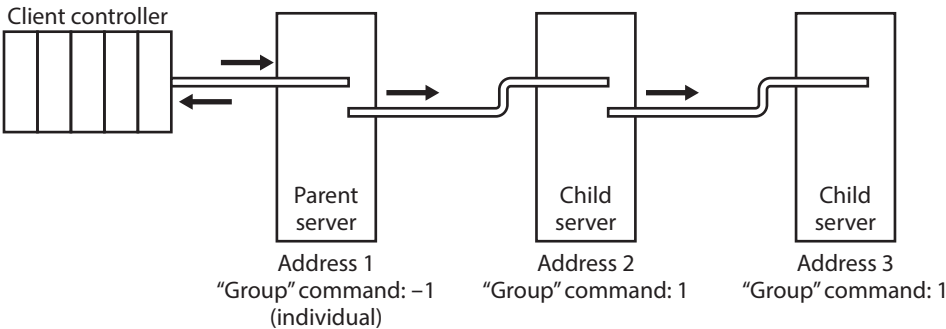 Client controller
Parent
server
Child
server
Child
server
Address 1
“Group” command: –1
(individual)
Address 2
“Group” command: 1
Address 3
“Group” command: 1